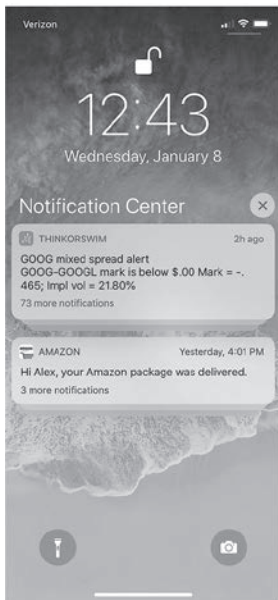 Verizon
12:43
Wednesday, January 8
Notification Center
THINKORSWIM 2h ago
GOOG mixed spread alert
GOOG-GOOGL mark is below $.00 Mark = -.
465; Impl vol = 21.80%
73 more notifications
AMAZON Yesterday, 4:01 PM
Hi Alex, your Amazon package was delivered.
3 more notifications